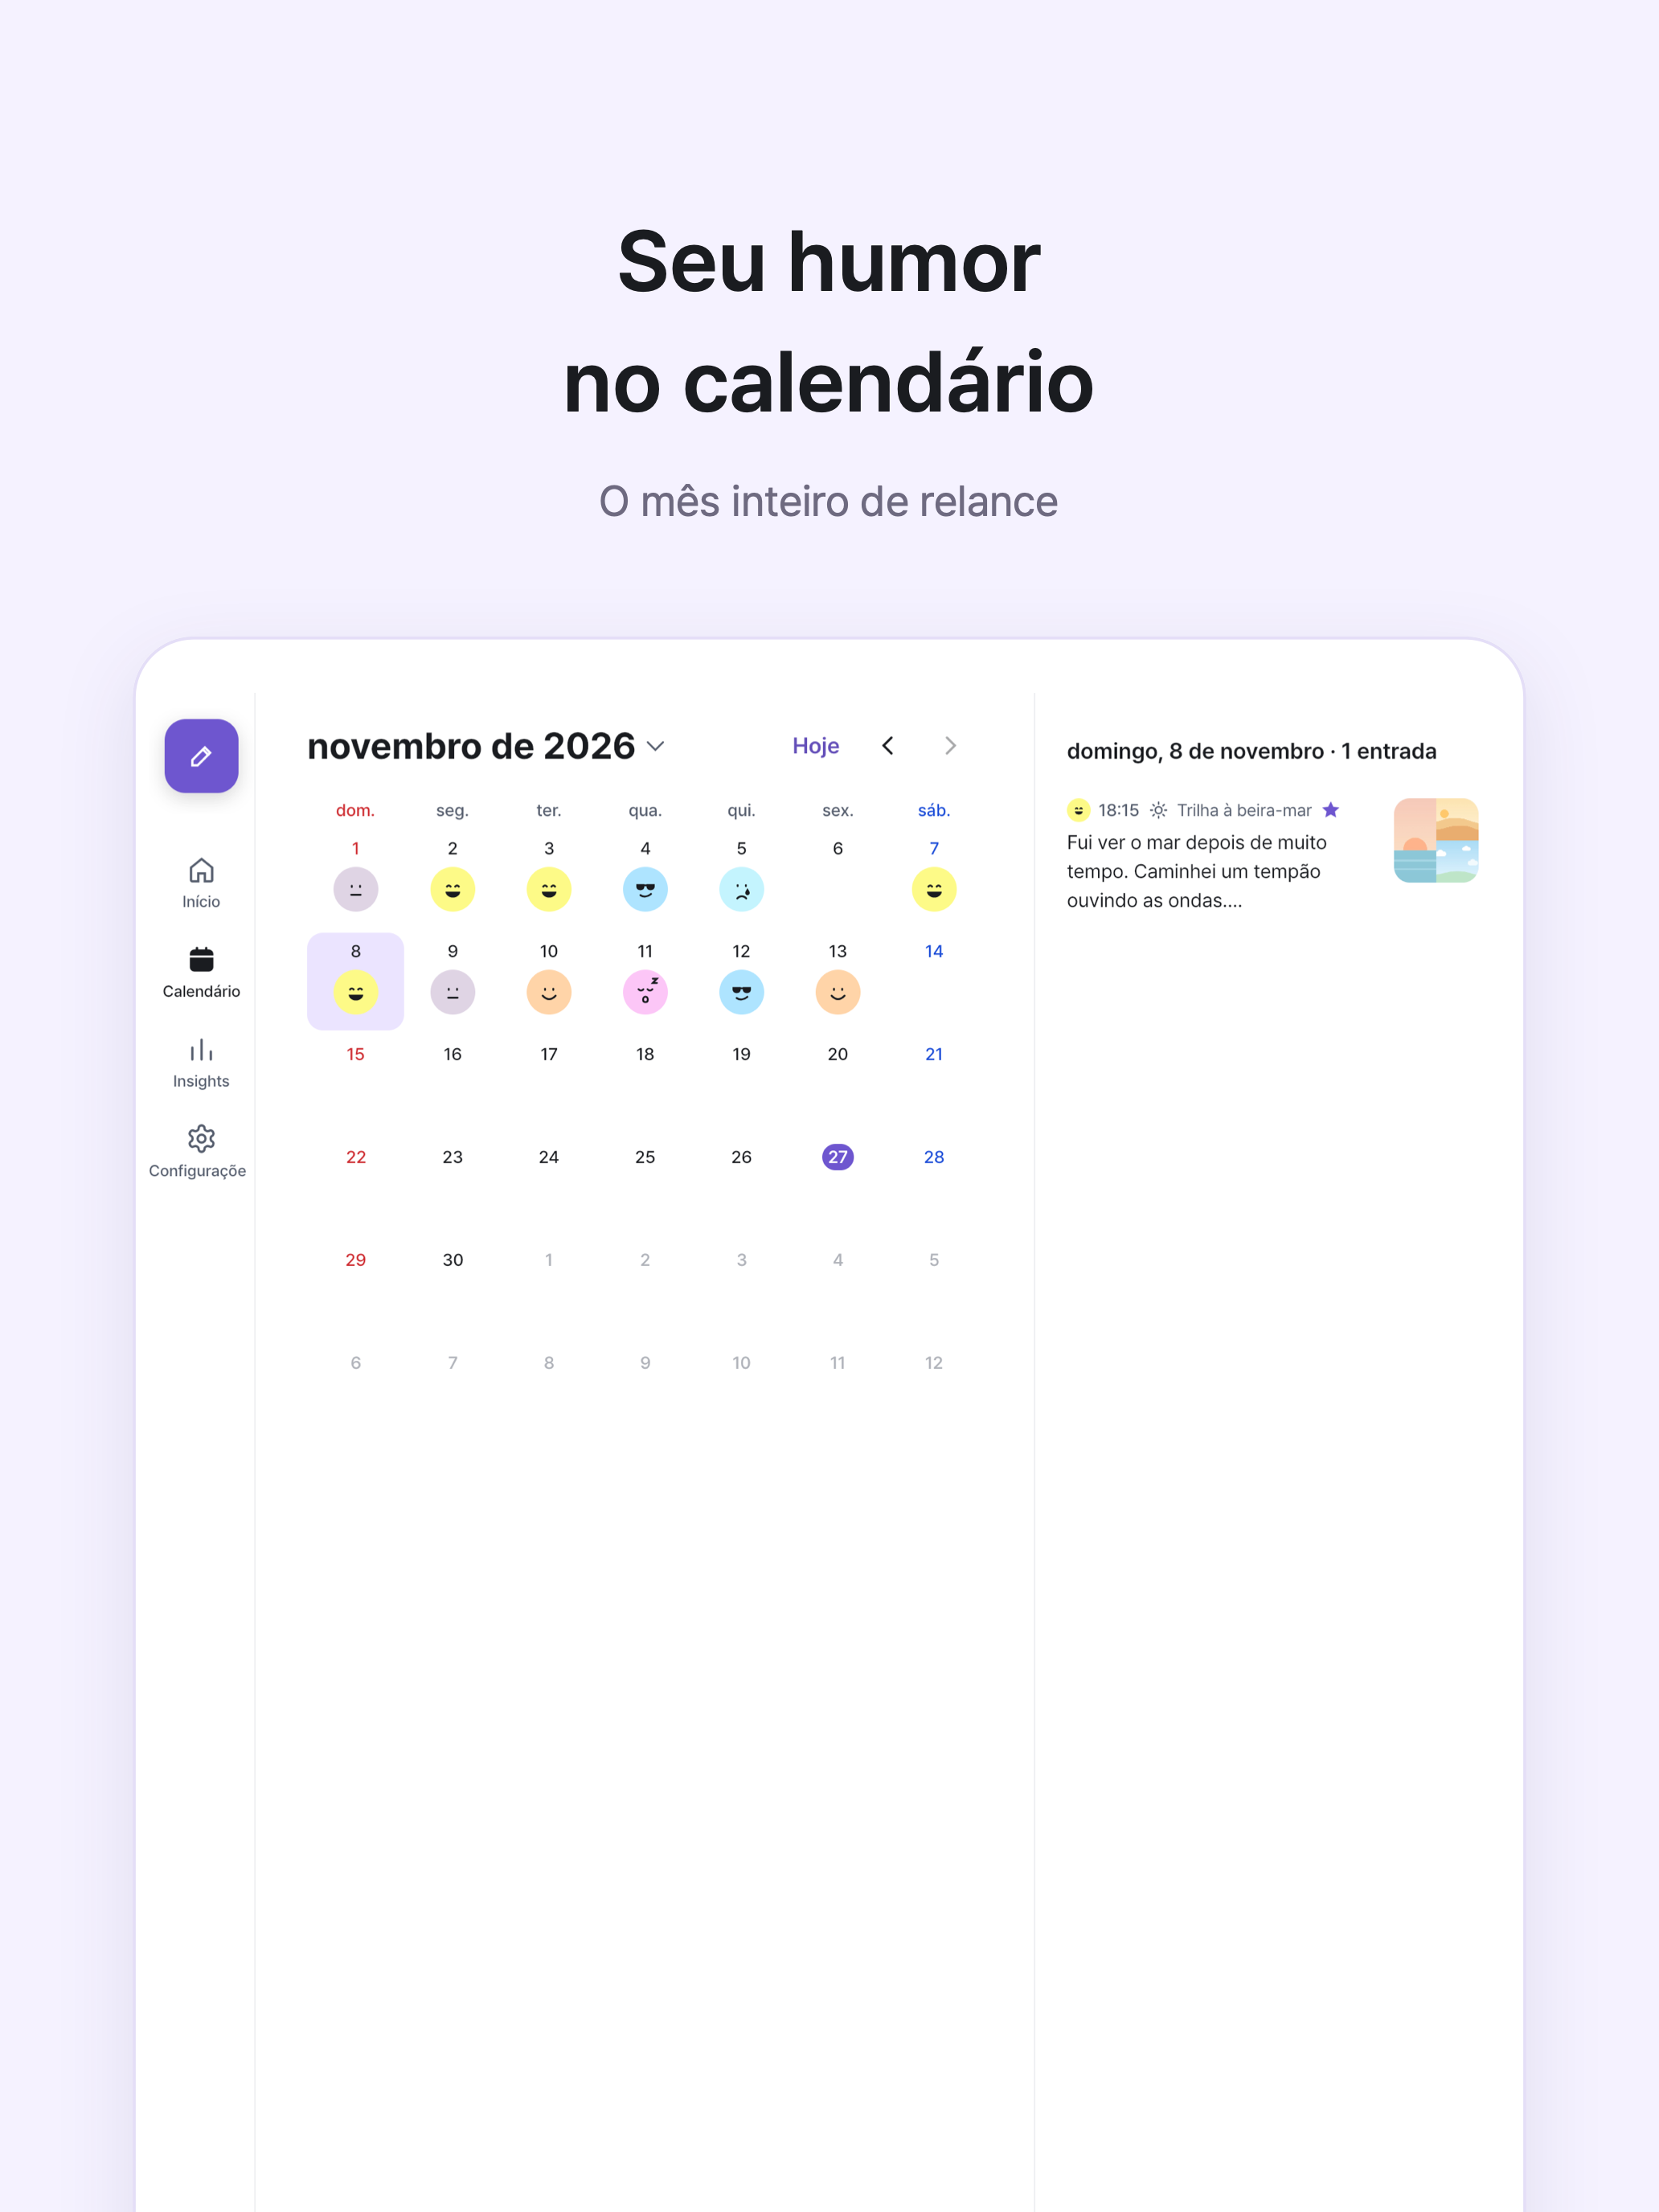 Seu humor
no calendário
O mês inteiro de relance
Início
Calendário
Insights
Configuraçõe
novembro de 2026
Hoje
dom. seg. ter. qua. qui. sex. sáb.
1 2 3 4 5 6 7
8 9 10 11 12 13 14
15 16 17 18 19 20 21
22 23 24 25 26 27 28
29 30 1 2 3 4 5
6 7 8 9 10 11 12
domingo, 8 de novembro · 1 entrada
18:15 Trilha à beira-mar
Fui ver o mar depois de muito
tempo. Caminhei um tempão
ouvindo as ondas....